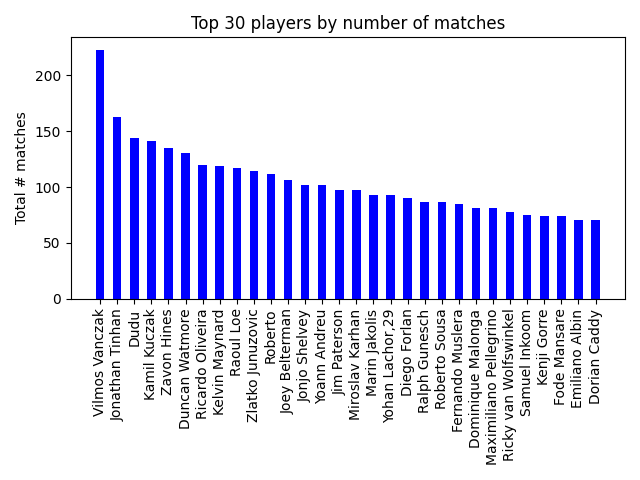 Top 30 players by number of matches
Total # matches
200
150
100
50
0
Vilmos Vanczak
Jonathan Tinhan
Dudu
Kamil Kuczak
Zavon Hines
Duncan Watmore
Ricardo Oliveira
Kelvin Maynard
Raoul Loe
Zlatko Junuzovic
Roberto
Joey Belterman
Jonjo Shelvey
Yoann Andreu
Jim Paterson
Miroslav Karhan
Marin Jakolis
Yohan Lachor,29
Diego Forlan
Ralph Gunesch
Roberto Sousa
Fernando Muslera
Dominique Malonga
Maximiliano Pellegrino
Ricky van Wolfswinkel
Samuel Inkoom
Kenji Gorre
Fode Mansare
Emiliano Albin
Dorian Caddy